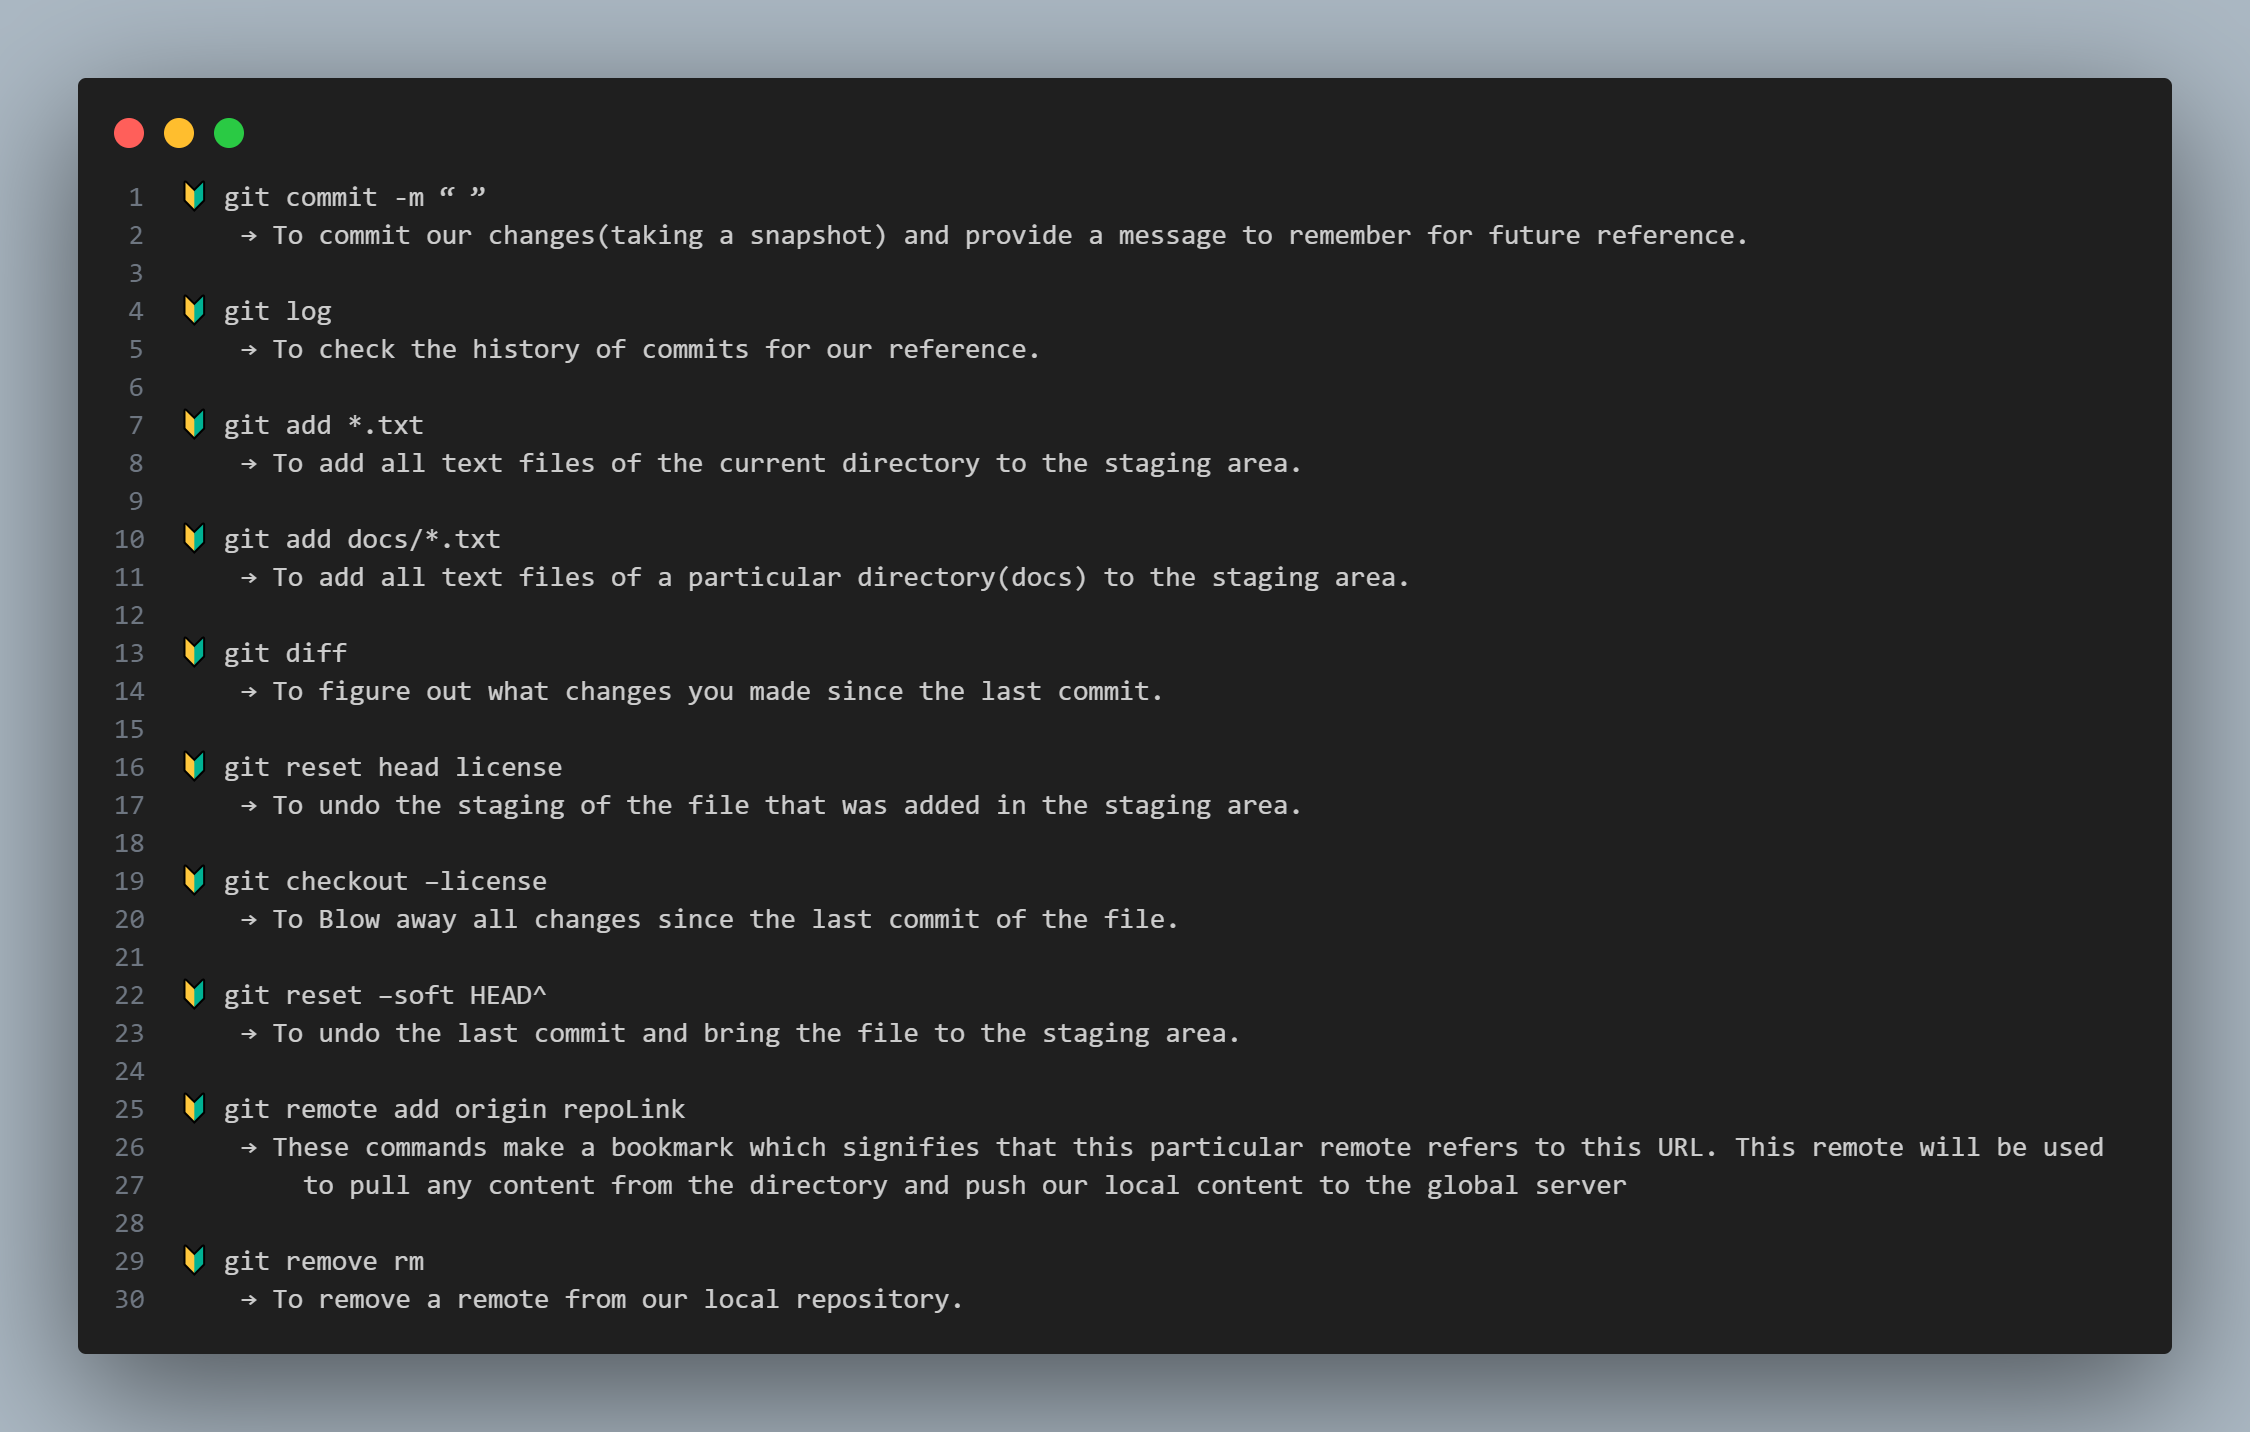 1 🔰 git commit -m “ ”
2 → To commit our changes(taking a snapshot) and provide a message to remember for future reference.
3
4 🔰 git log
5 → To check the history of commits for our reference.
6
7 🔰 git add *.txt
8 → To add all text files of the current directory to the staging area.
9
10 🔰 git add docs/*.txt
11 → To add all text files of a particular directory(docs) to the staging area.
12
13 🔰 git diff
14 → To figure out what changes you made since the last commit.
15
16 🔰 git reset head license
17 → To undo the staging of the file that was added in the staging area.
18
19 🔰 git checkout –license
20 → To Blow away all changes since the last commit of the file.
21
22 🔰 git reset –soft HEAD^
23 → To undo the last commit and bring the file to the staging area.
24
25 🔰 git remote add origin repoLink
26 → These commands make a bookmark which signifies that this particular remote refers to this URL. This remote will be used
27 to pull any content from the directory and push our local content to the global server
28
29 🔰 git remove rm
30 → To remove a remote from our local repository.